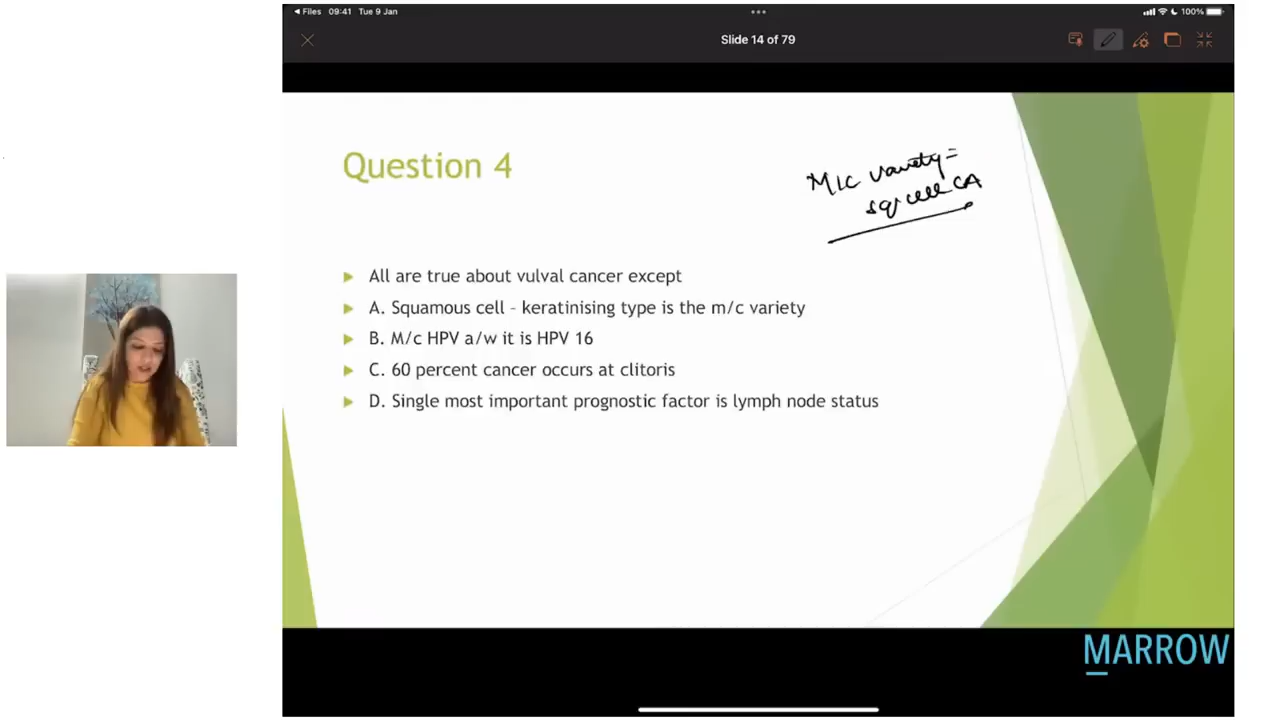 Files 09:41 Tue 9 Jan
100%
Slide 14 of 79
Question 4
M/C variety =
sq cell CA
All are true about vulval cancer except
A. Squamous cell – keratinising type is the m/c variety
B. M/c HPV a/w it is HPV 16
C. 60 percent cancer occurs at clitoris
D. Single most important prognostic factor is lymph node status
MARROW